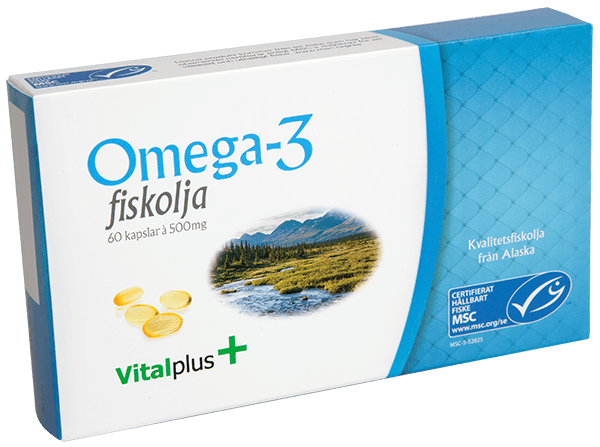 Omega-3
fiskolja
60 kapslar à 500mg
Vitalplus+
Kvalitetsfiskolja
från Alaska
CERTIFIERAT
HÅLLBART
FISKE
MSC
www.msc.org/se
MSC-S-53825